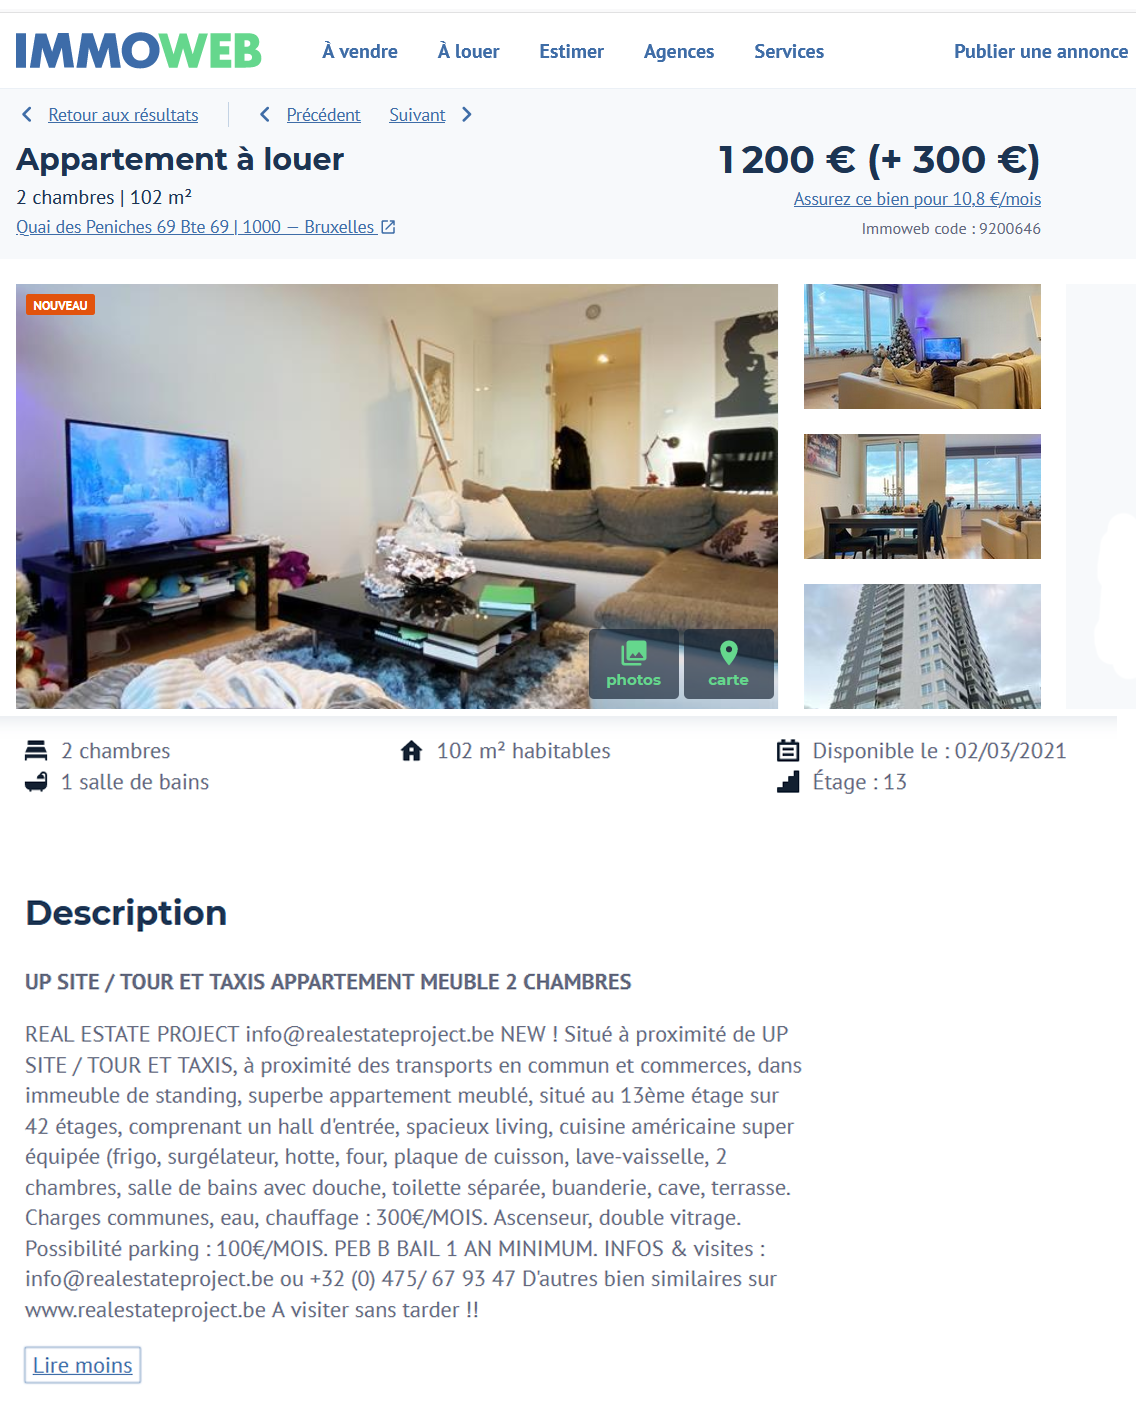 IMMOWEB
À vendre À louer Estimer Agences Services Publier une annonce
Retour aux résultats Précédent Suivant
Appartement à louer
1 200 € (+ 300 €)
2 chambres | 102 m²
Assurez ce bien pour 10,8 €/mois
Quai des Peniches 69 Bte 69 | 1000 — Bruxelles
Immoweb code : 9200646
NOUVEAU
photos carte
2 chambres 102 m² habitables Disponible le : 02/03/2021
1 salle de bains Étage : 13
Description
UP SITE / TOUR ET TAXIS APPARTEMENT MEUBLE 2 CHAMBRES
REAL ESTATE PROJECT info@realestateproject.be NEW ! Situé à proximité de UP
SITE / TOUR ET TAXIS, à proximité des transports en commun et commerces, dans
immeuble de standing, superbe appartement meublé, situé au 13ème étage sur
42 étages, comprenant un hall d'entrée, spacieux living, cuisine américaine super
équipée (frigo, surgélateur, hotte, four, plaque de cuisson, lave-vaisselle, 2
chambres, salle de bains avec douche, toilette séparée, buanderie, cave, terrasse.
Charges communes, eau, chauffage : 300€/MOIS. Ascenseur, double vitrage.
Possibilité parking : 100€/MOIS. PEB B BAIL 1 AN MINIMUM. INFOS & visites :
info@realestateproject.be ou +32 (0) 475/ 67 93 47 D'autres bien similaires sur
www.realestateproject.be A visiter sans tarder !!
Lire moins